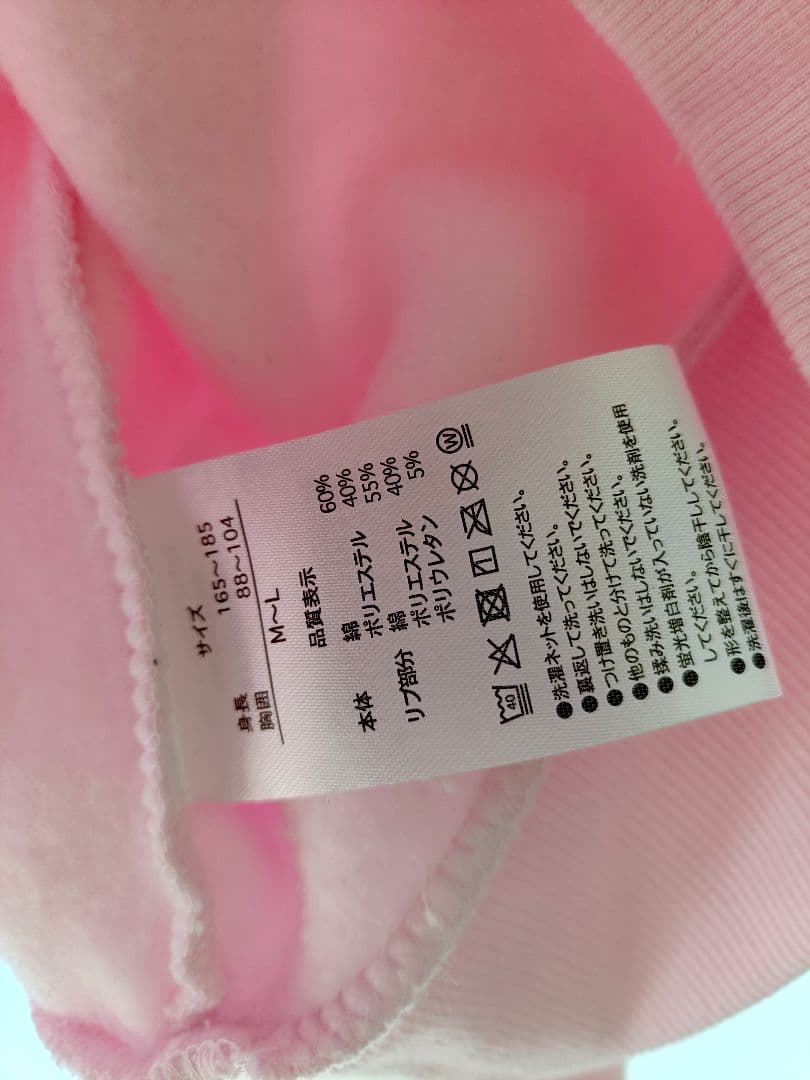 サイズ
身長 165~185
胸囲 88~104
M~L
品質表示
本体 綿 60%
ポリエステル 40%
リブ部分 綿 55%
ポリエステル 40%
ポリウレタン 5%
40 W
●洗濯ネットを使用してください。
●裏返して洗ってください。
●つけ置き洗いはしないでください。
●他のものと分けて洗ってください。
●揉み洗いはしないでください。
●蛍光増白剤が入っていない洗剤を使用
してください。
●形を整えてから陰干ししてください。
●洗濯後はすぐに干してください。